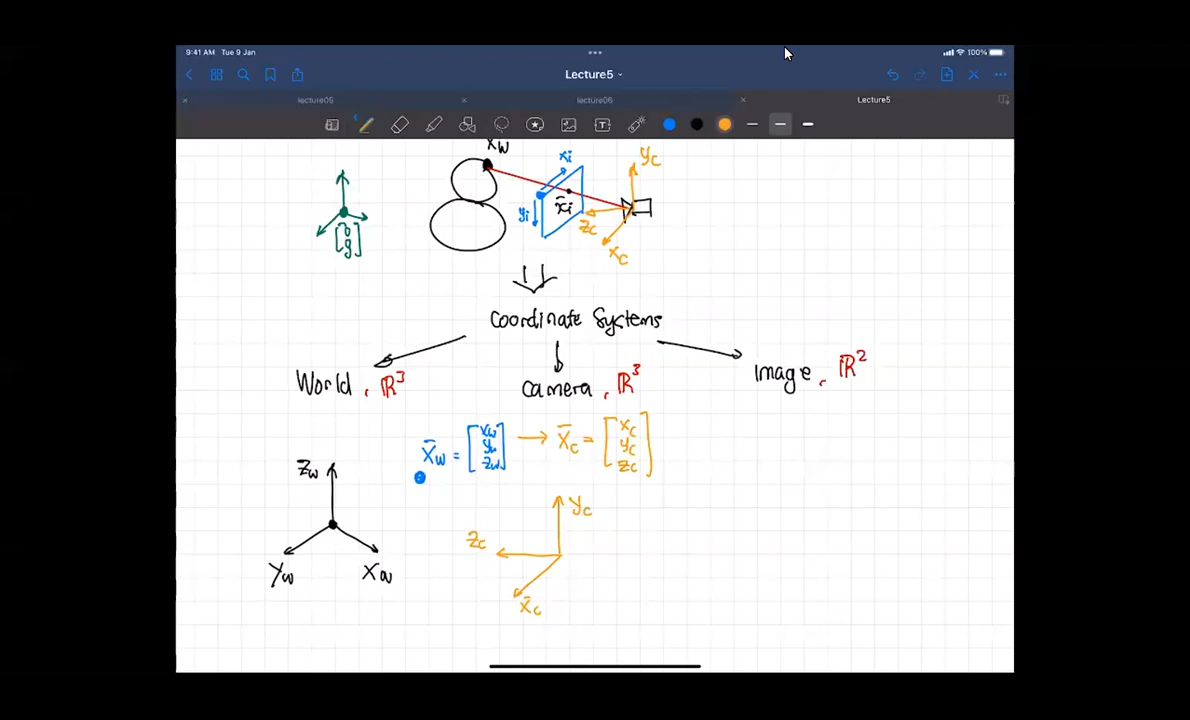 9:41 AM Tue 9 Jan
100%
Lecture5
lecture05
lecture06
Lecture5
Xw
xi
yi
x̄i
yc
zc
xc
Coordinate Systems
World, ℝ³
Camera, ℝ³
Image, ℝ²
X̄w = [xw yw zw] → X̄c = [xc yc zc]
Zw
Yw
Xw
yc
zc
x̄c